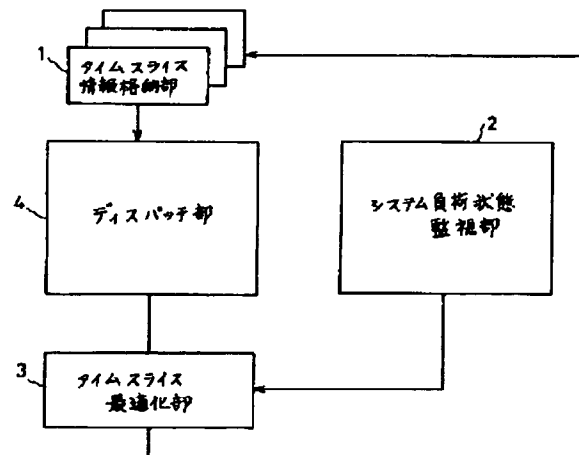 1
タイムスライス
情報格納部
2
4
ディスパッチ部
システム負荷状態
監視部
3
タイムスライス
最適化部